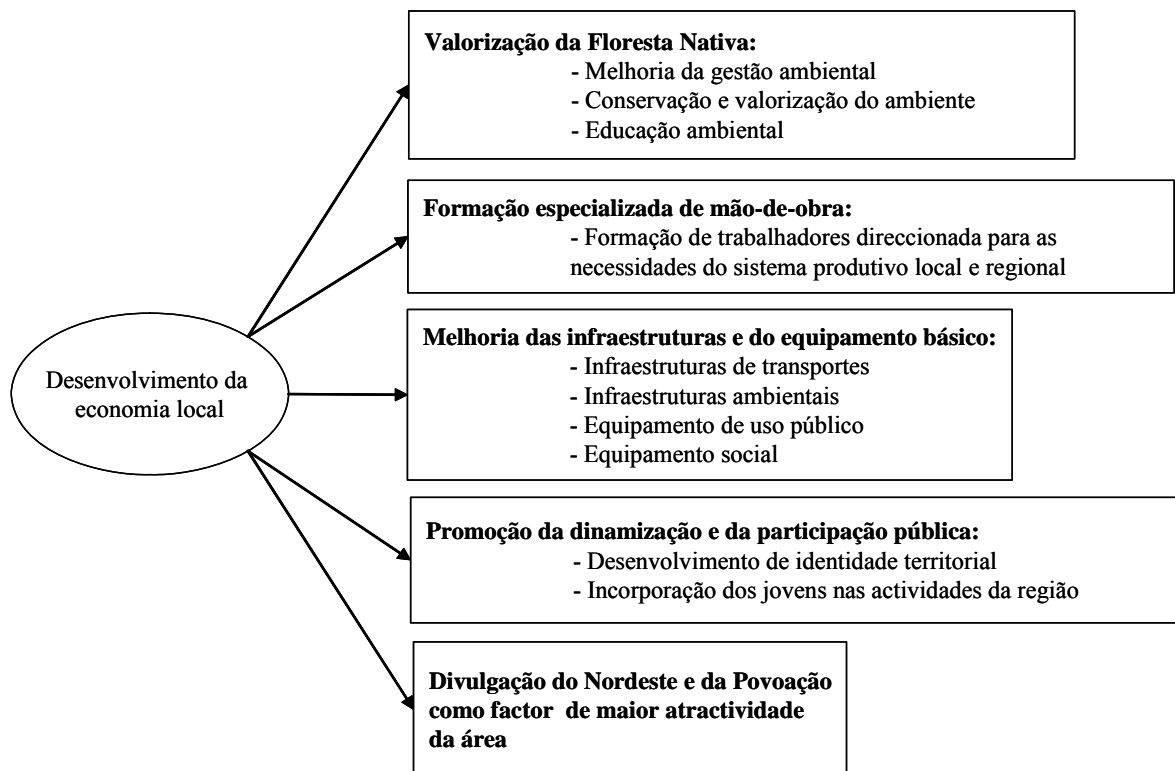 Valorização da Floresta Nativa:
- Melhoria da gestão ambiental
- Conservação e valorização do ambiente
- Educação ambiental
Formação especializada de mão-de-obra:
- Formação de trabalhadores direccionada para as
necessidades do sistema produtivo local e regional
Desenvolvimento da
economia local
Melhoria das infraestruturas e do equipamento básico:
- Infraestruturas de transportes
- Infraestruturas ambientais
- Equipamento de uso público
- Equipamento social
Promoção da dinamização e da participação pública:
- Desenvolvimento de identidade territorial
- Incorporação dos jovens nas actividades da região
Divulgação do Nordeste e da Povoação
como factor de maior atractividade
da área